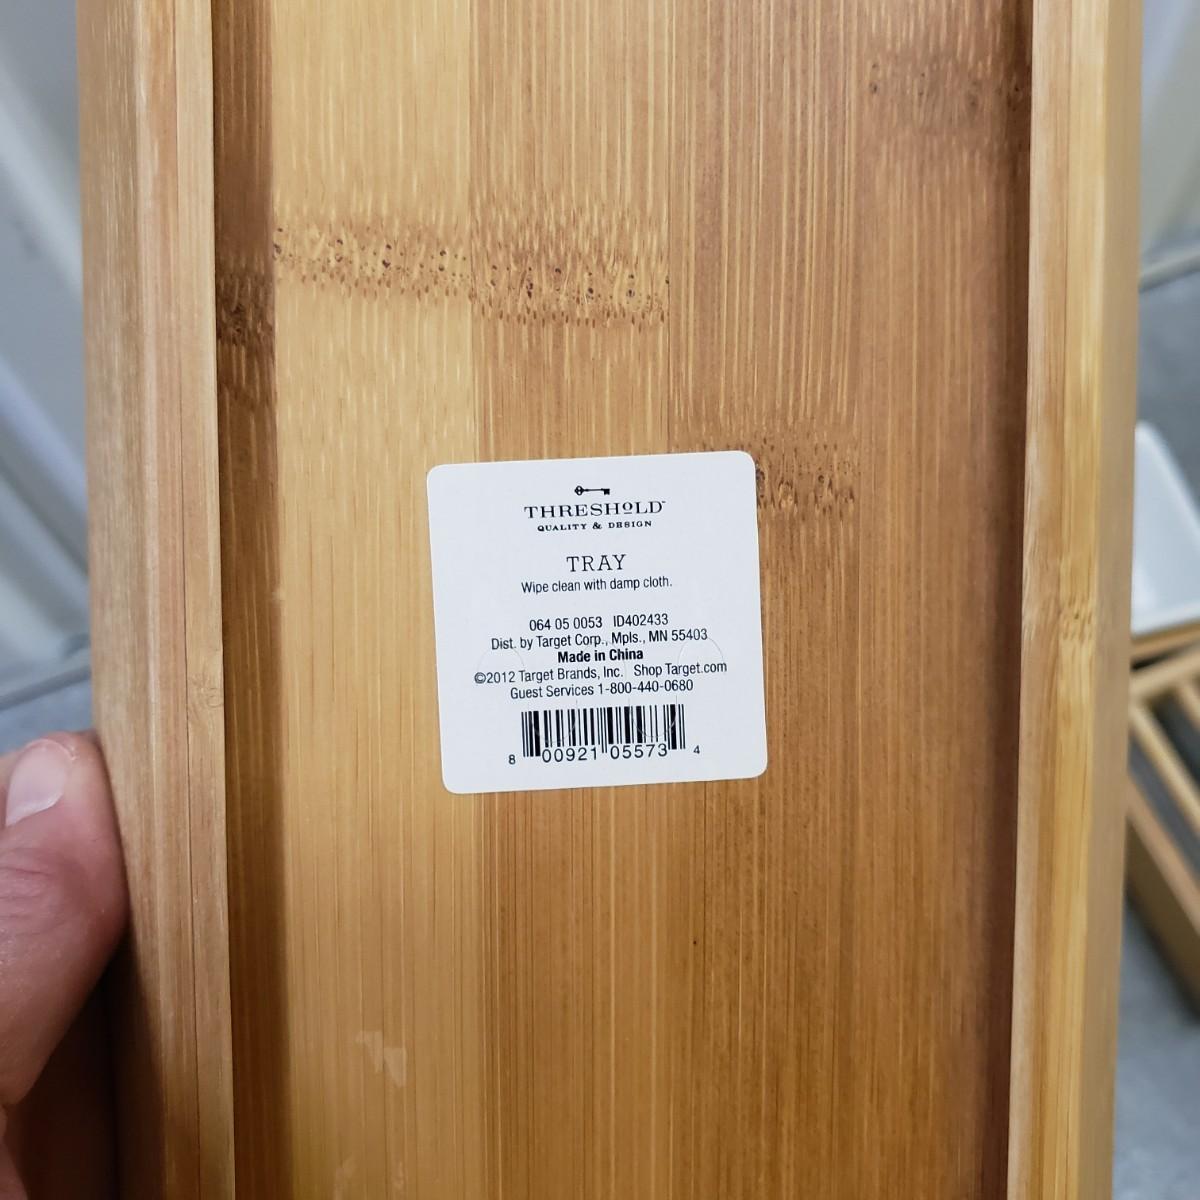 THRESHOLD™
QUALITY & DESIGN
TRAY
Wipe clean with damp cloth.
064 05 0053 ID402433
Dist. by Target Corp., Mpls., MN 55403
Made in China
©2012 Target Brands, Inc. Shop Target.com
Guest Services 1-800-440-0680
8 00921 05573 4